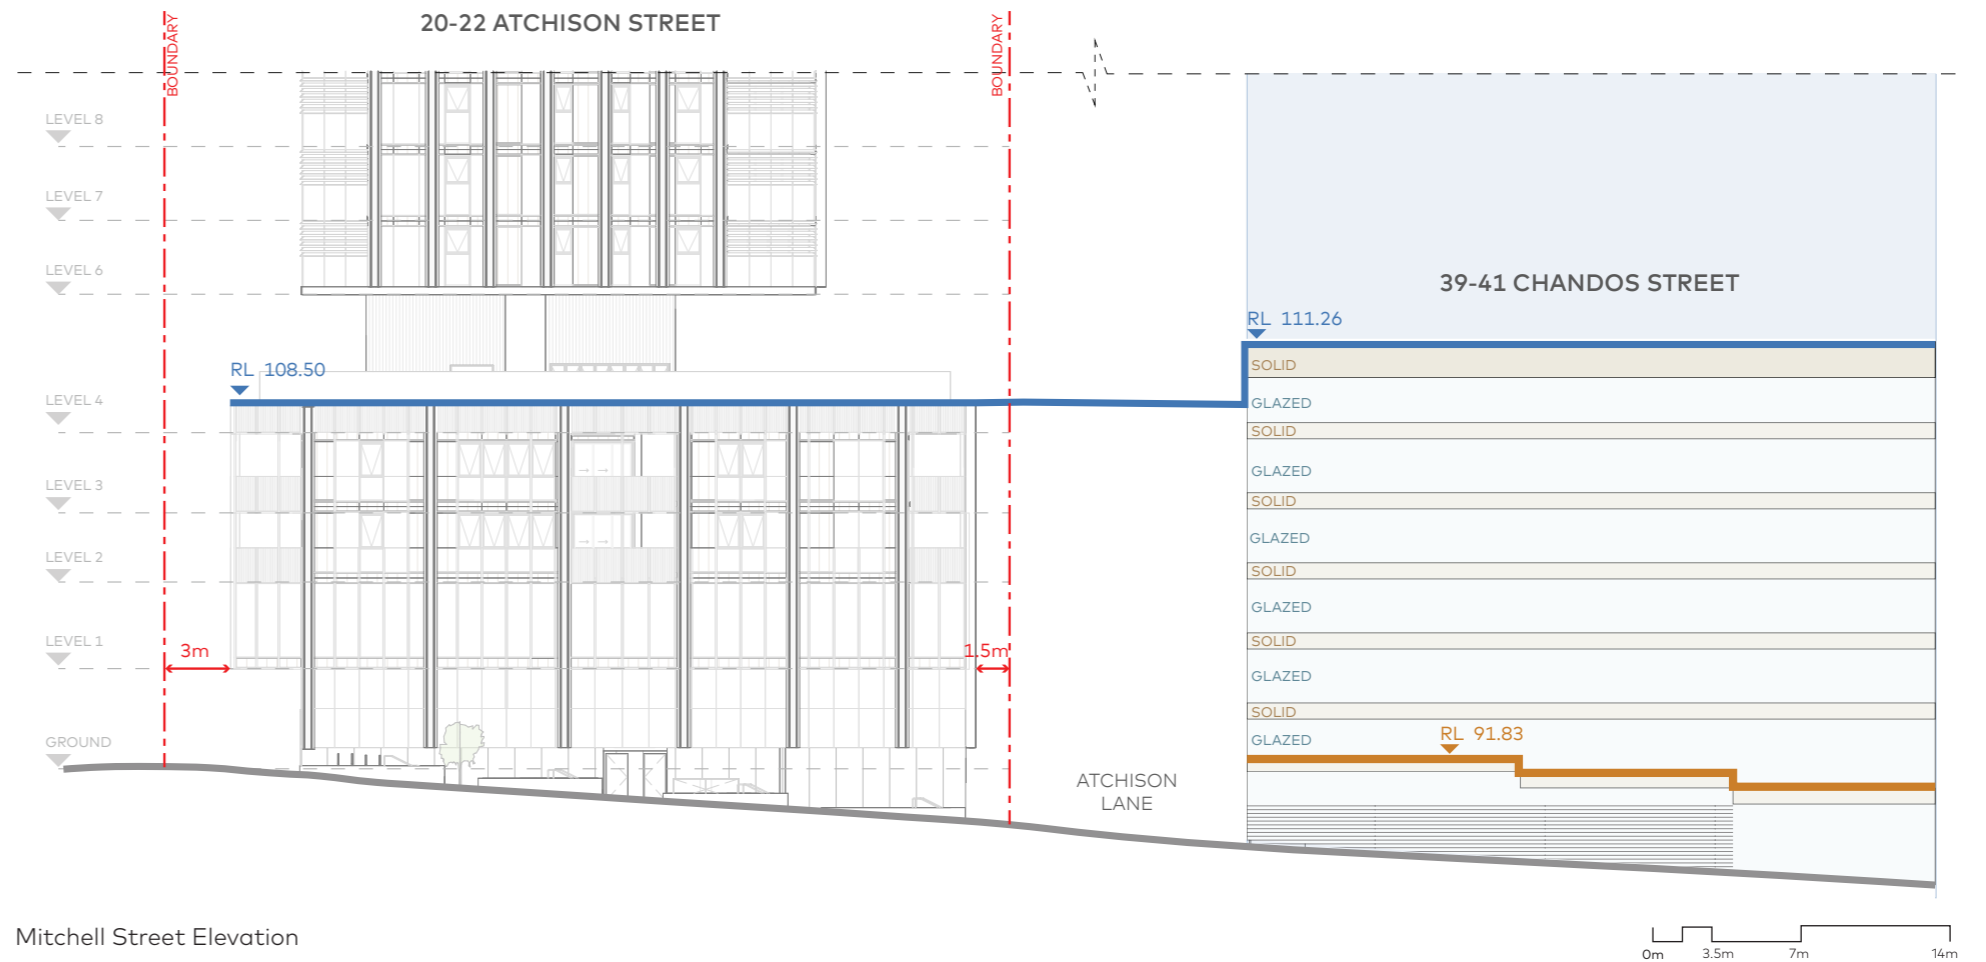 20-22 ATCHISON STREET
BOUNDARY
BOUNDARY
LEVEL 8
LEVEL 7
LEVEL 6
LEVEL 4
LEVEL 3
LEVEL 2
LEVEL 1
GROUND
RL 108.50
3m
1.5m
ATCHISON
LANE
39-41 CHANDOS STREET
RL 111.26
SOLID
GLAZED
SOLID
GLAZED
SOLID
GLAZED
SOLID
GLAZED
SOLID
GLAZED
SOLID
GLAZED
RL 91.83
Mitchell Street Elevation
0m 3.5m 7m 14m